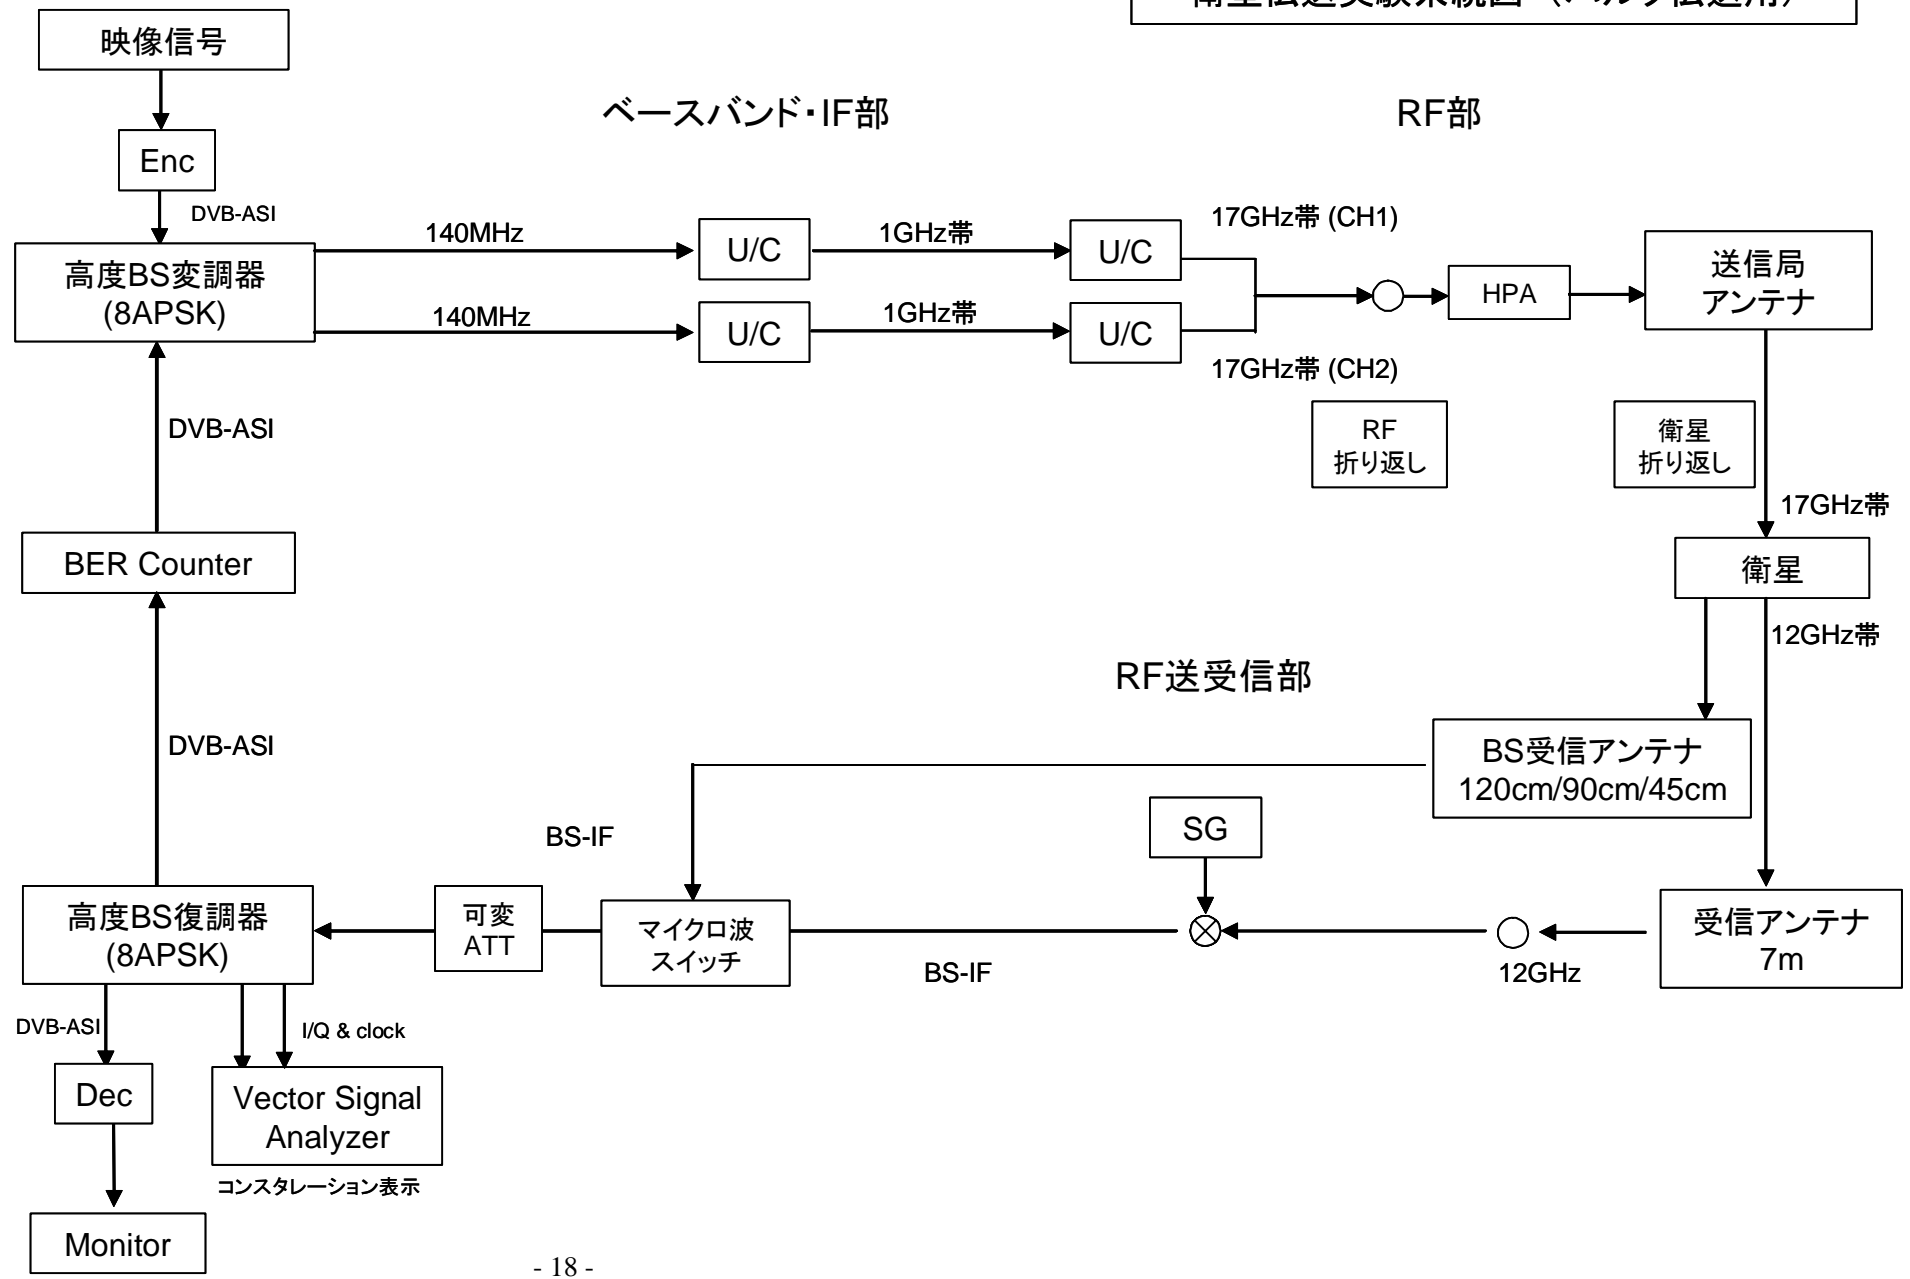 映像信号
ベースバンド・IF部
RF部
Enc
DVB-ASI
高度BS変調器
(8APSK)
140MHz
U/C
1GHz帯
U/C
17GHz帯 (CH1)
HPA
送信局
アンテナ
140MHz
U/C
1GHz帯
U/C
17GHz帯 (CH2)
DVB-ASI
RF
折り返し
衛星
折り返し
17GHz帯
BER Counter
衛星
12GHz帯
RF送受信部
DVB-ASI
BS受信アンテナ
120cm/90cm/45cm
SG
BS-IF
高度BS復調器
(8APSK)
可変
ATT
マイクロ波
スイッチ
BS-IF
12GHz
受信アンテナ
7m
DVB-ASI
I/Q & clock
Dec
Vector Signal
Analyzer
コンスタレーション表示
Monitor
- 18 -